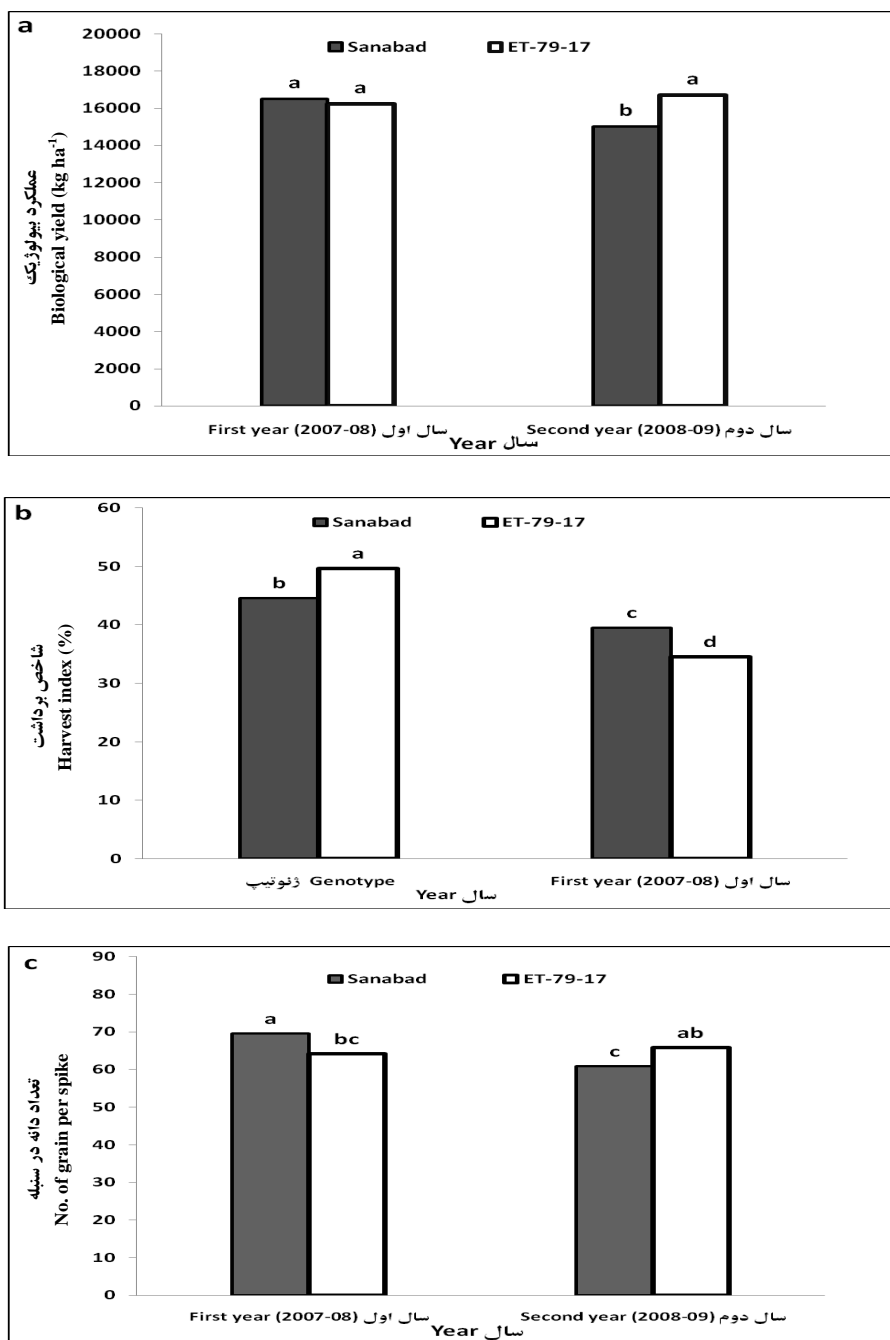 a
20000
18000
16000
14000
12000
10000
8000
6000
4000
2000
0
Sanabad
ET-79-17
a
a
b
a
عملکرد بیولوژیك
Biological yield (kg ha⁻¹)
First year (2007-08) سال اول
Second year (2008-09) سال دوم
Year سال
b
60
50
40
30
20
10
0
Sanabad
ET-79-17
b
a
c
d
شاخص برداشت
Harvest index (%)
ژنوتیپ Genotype
First year (2007-08) سال اول
Year سال
c
90
80
70
60
50
40
30
20
10
0
Sanabad
ET-79-17
a
bc
c
ab
تعداد دانه در سنبله
No. of grain per spike
First year (2007-08) سال اول
Second year (2008-09) سال دوم
Year سال